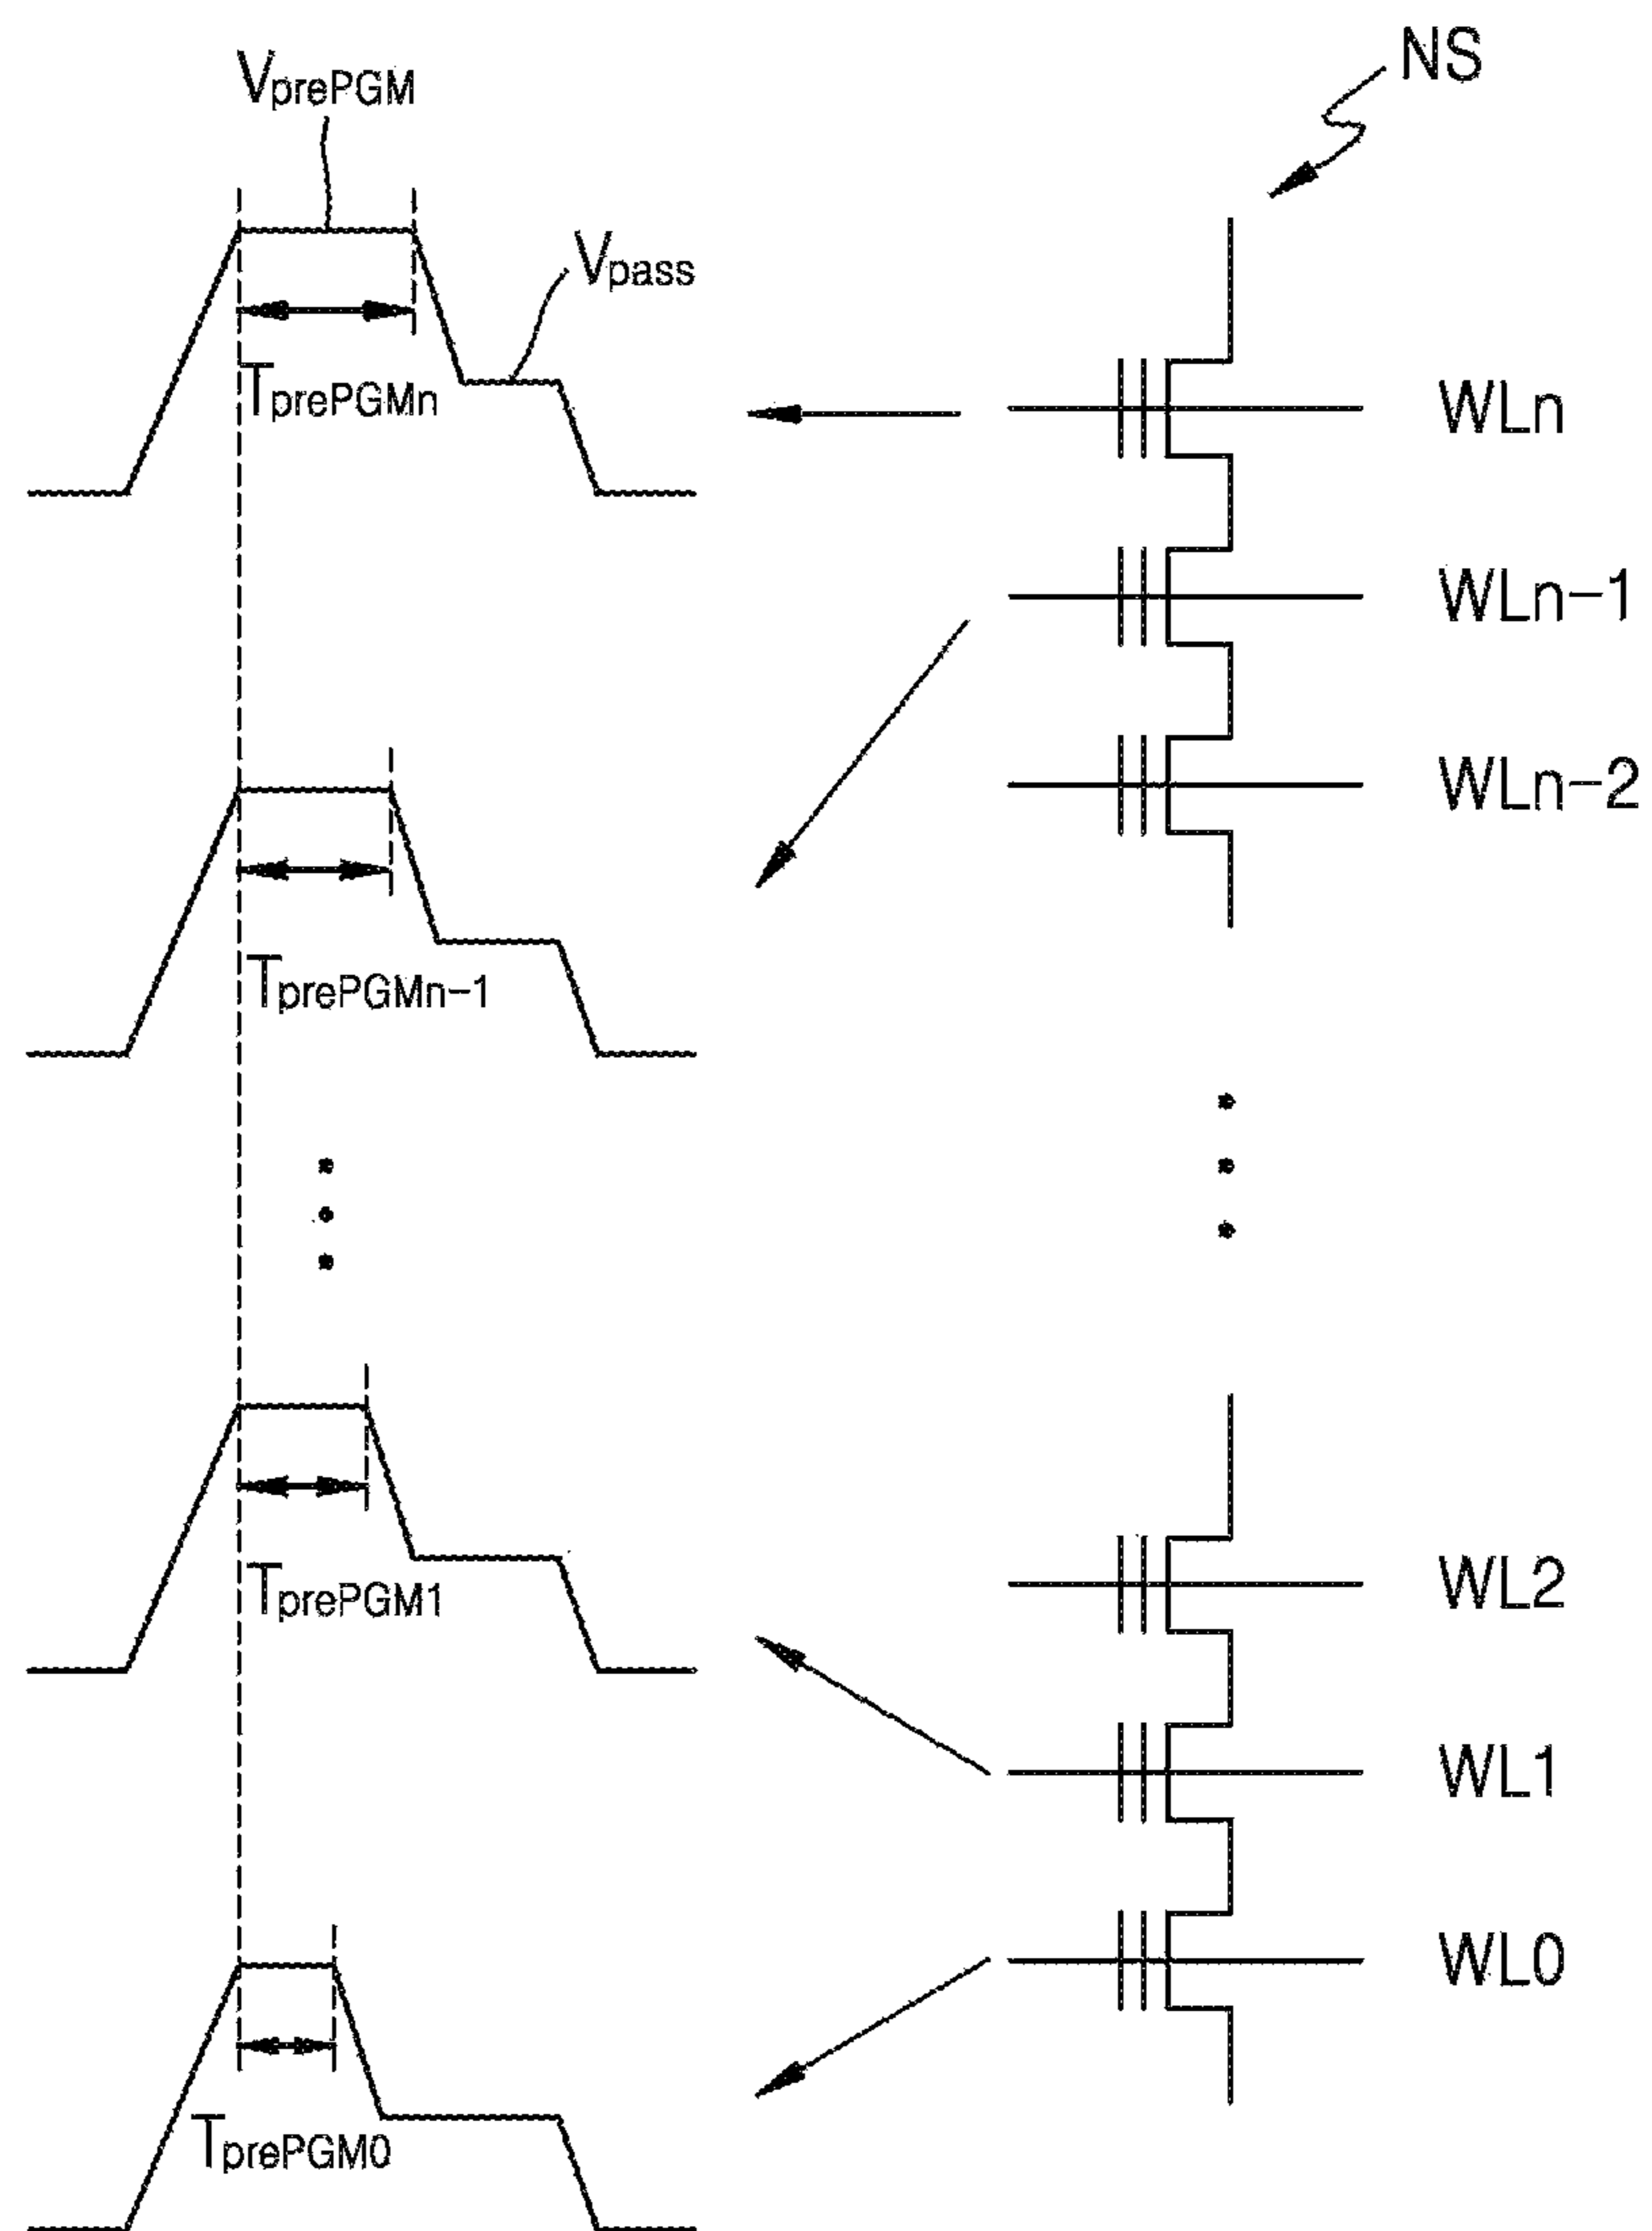 VprePGM
NS
Vpass
TprePGMn
WLn
WLn-1
WLn-2
TprePGMn-1
TprePGM1
WL2
WL1
WL0
TprePGM0